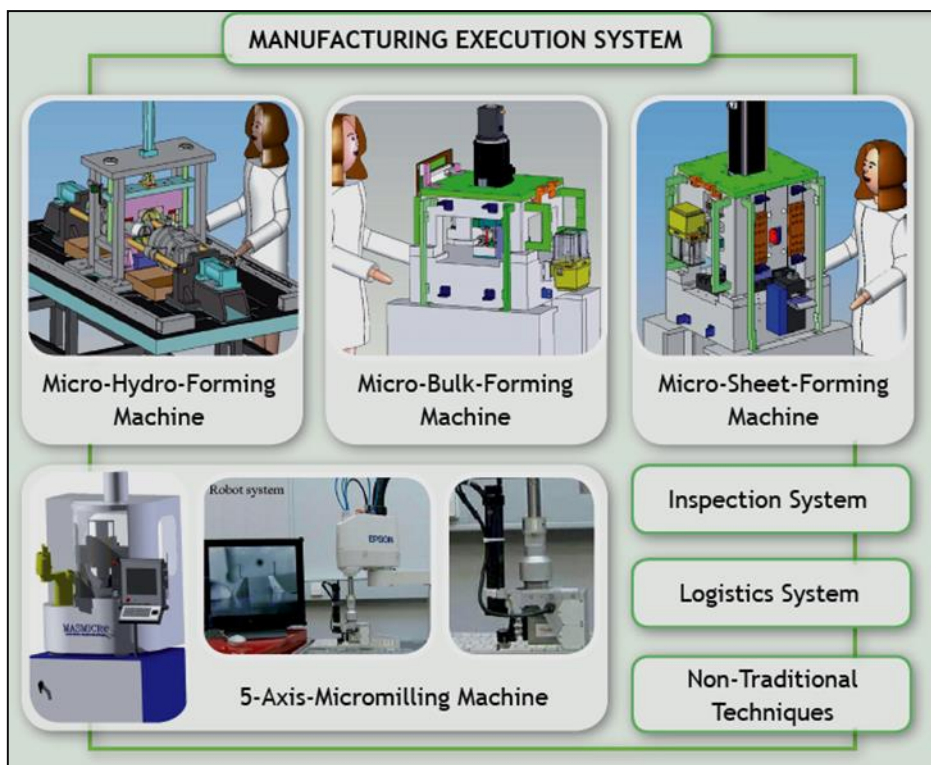 MANUFACTURING EXECUTION SYSTEM
Micro-Hydro-Forming
Machine
Micro-Bulk-Forming
Machine
Micro-Sheet-Forming
Machine
Robot system
EPSON
MASMICRO
5-Axis-Micromilling Machine
Inspection System
Logistics System
Non-Traditional
Techniques